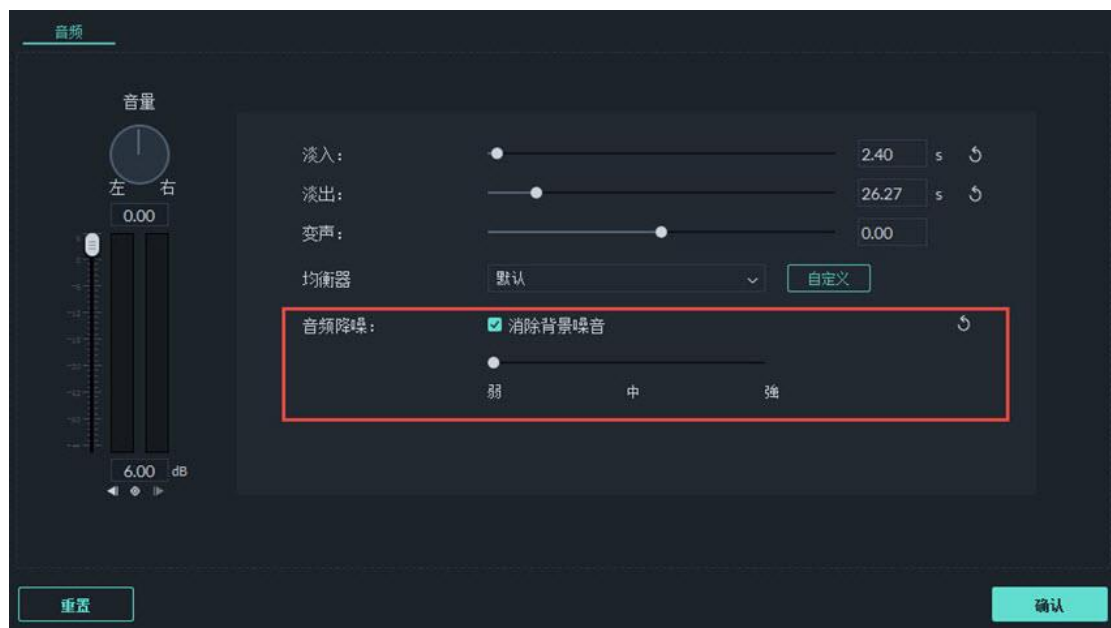 音频
音量
左 右
0.00
6.00 dB
淡入： 2.40 s
淡出： 26.27 s
变声： 0.00
均衡器 默认 自定义
音频降噪： 消除背景噪音
弱 中 強
重置 确认